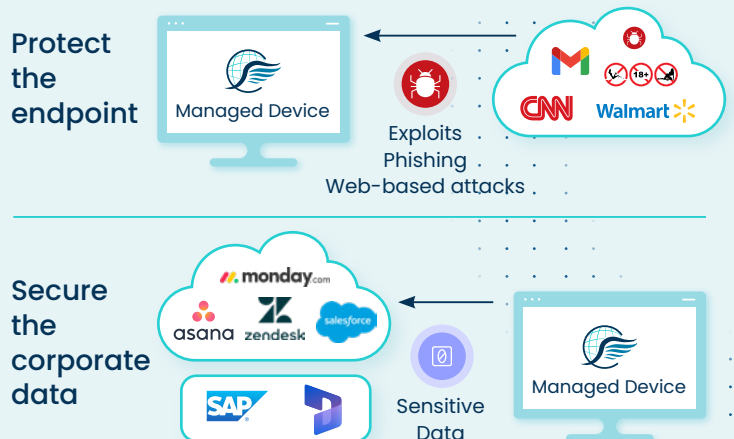 Protect
the
endpoint
Managed Device
Exploits
Phishing
Web-based attacks
18+
CNN
Walmart
Secure
the
corporate
data
monday.com
asana
zendesk
salesforce
SAP
Sensitive
Data
Managed Device